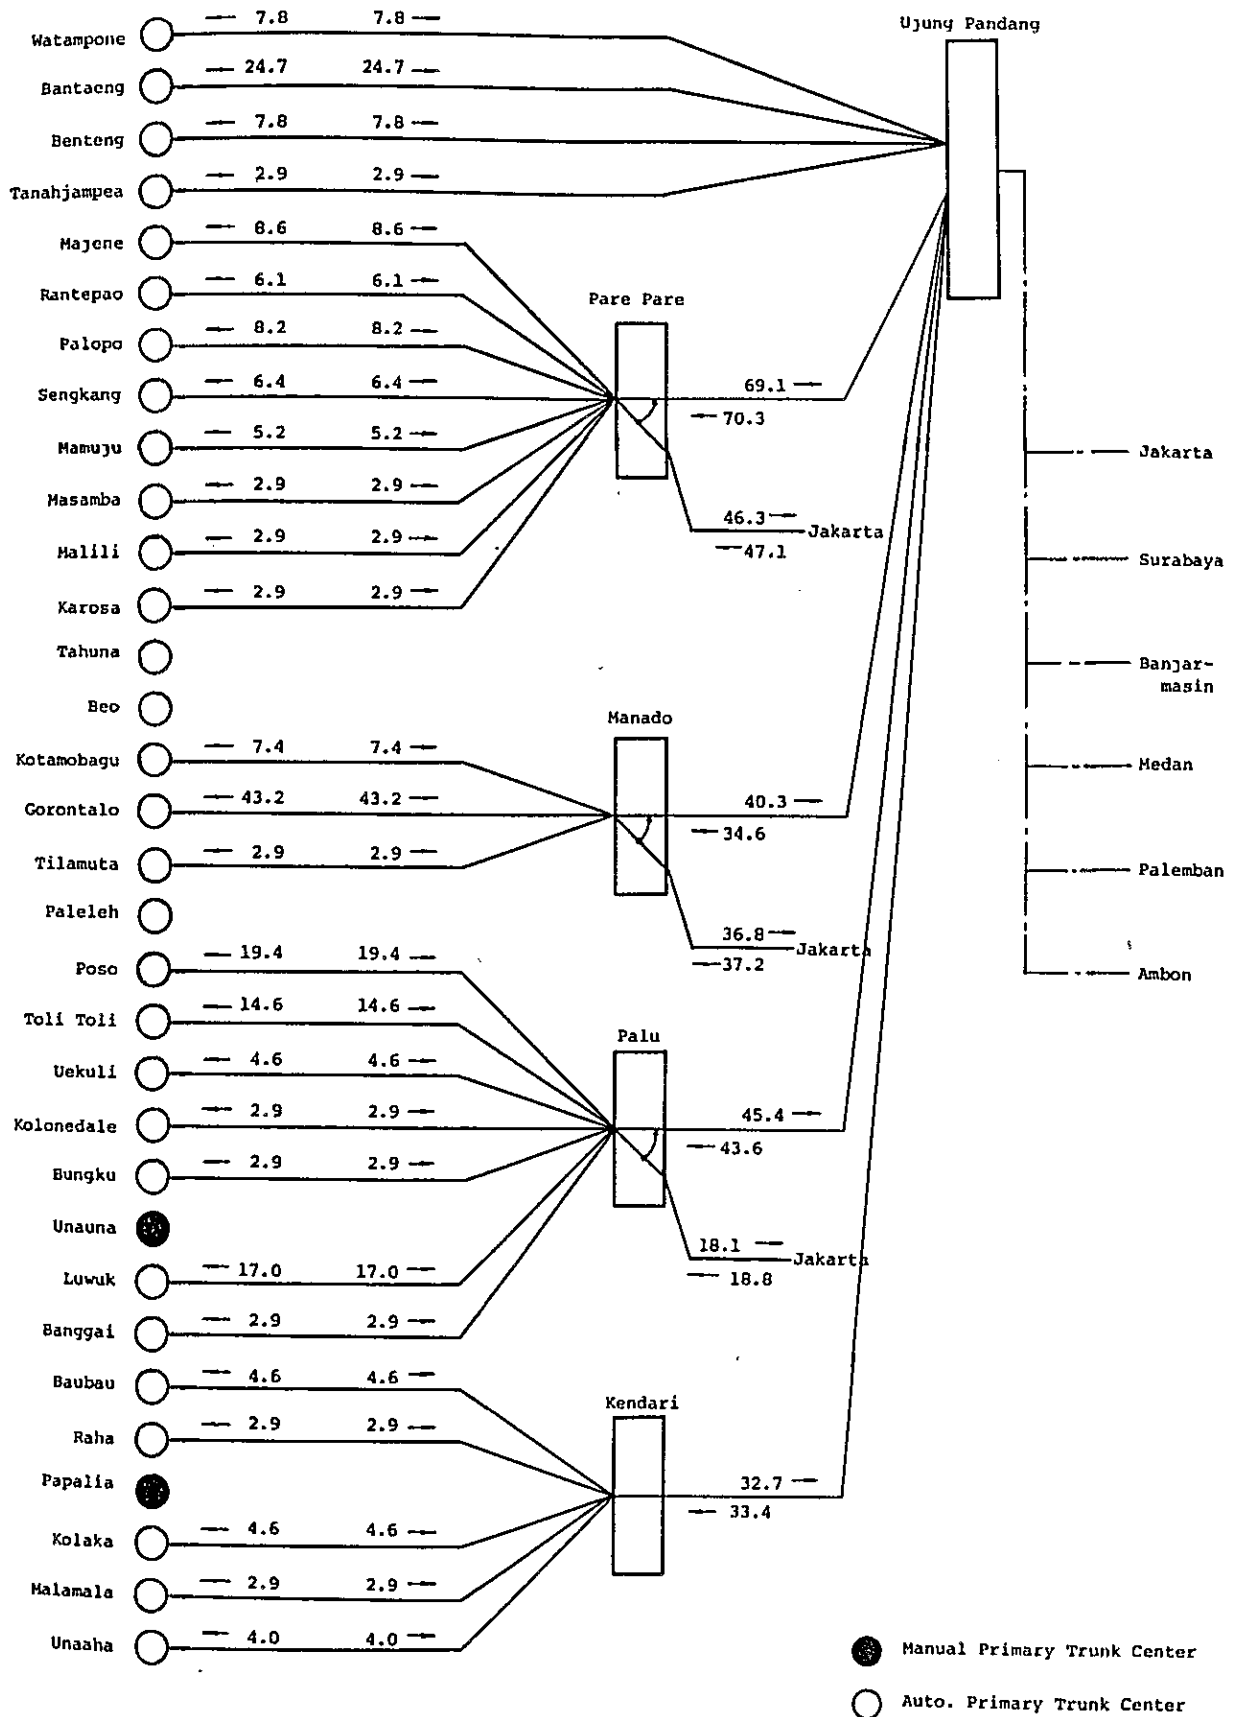 Ujung Pandang
Watampone 7.8 7.8
Bantaeng 24.7 24.7
Benteng 7.8 7.8
Tanahjampea 2.9 2.9
Majene 8.6 8.6
Rantepao 6.1 6.1
Pare Pare
Palopo 8.2 8.2
Sengkang 6.4 6.4
69.1
70.3
Mamuju 5.2 5.2
Jakarta
Masamba 2.9 2.9
46.3
Jakarta
47.1
Malili 2.9 2.9
Surabaya
Karosa 2.9 2.9
Tahuna
Banjar-
masin
Beo
Manado
Kotamobagu 7.4 7.4
Medan
Gorontalo 43.2 43.2
40.3
34.6
Tilamuta 2.9 2.9
Palemban
Paleleh
36.8
Jakarta
37.2
Poso 19.4 19.4
Ambon
Toli Toli 14.6 14.6
Palu
Uekuli 4.6 4.6
Kolonedale 2.9 2.9
45.4
43.6
Bungku 2.9 2.9
Unauna
18.1
Jakarta
18.8
Luwuk 17.0 17.0
Banggai 2.9 2.9
Baubau 4.6 4.6
Kendari
Raha 2.9 2.9
Papalia
32.7
33.4
Kolaka 4.6 4.6
Malamala 2.9 2.9
Unaaha 4.0 4.0
Manual Primary Trunk Center
Auto. Primary Trunk Center